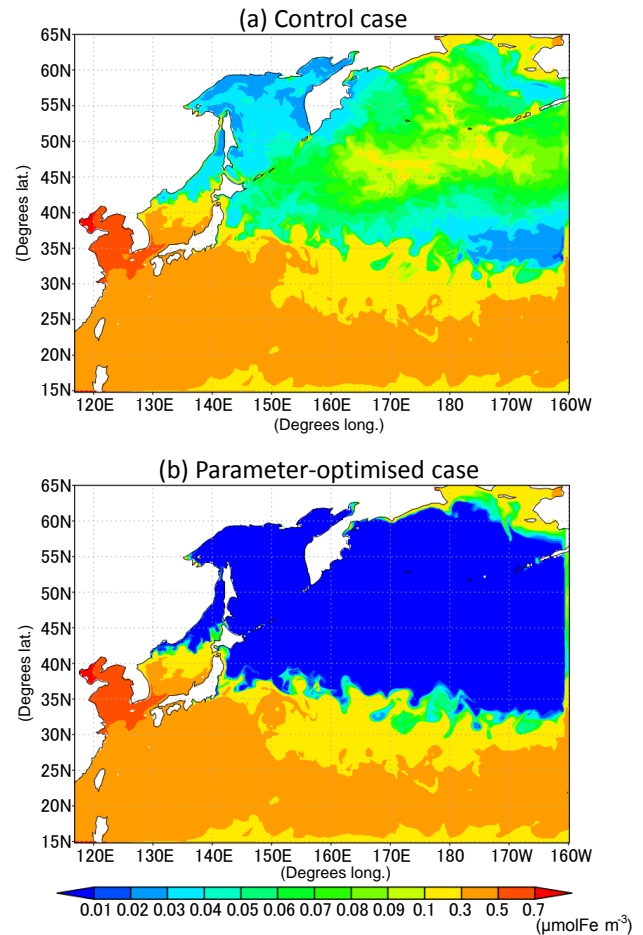 (a) Control case
65N
60N
55N
50N
45N
40N
35N
30N
25N
20N
15N
(Degrees lat.)
120E 130E 140E 150E 160E 170E 180 170W 160W
(Degrees long.)
(b) Parameter-optimised case
65N
60N
55N
50N
45N
40N
35N
30N
25N
20N
15N
(Degrees lat.)
120E 130E 140E 150E 160E 170E 180 170W 160W
(Degrees long.)
0.01 0.02 0.03 0.04 0.05 0.06 0.07 0.08 0.09 0.1 0.3 0.5 0.7
(μmolFe m⁻³)